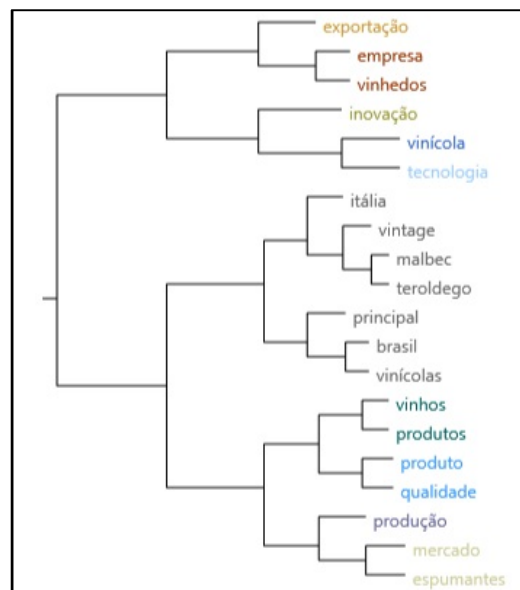 exportação
empresa
vinhedos
inovação
vinícola
tecnologia
itália
vintage
malbec
teroldego
principal
brasil
vinícolas
vinhos
produtos
produto
qualidade
produção
mercado
espumantes